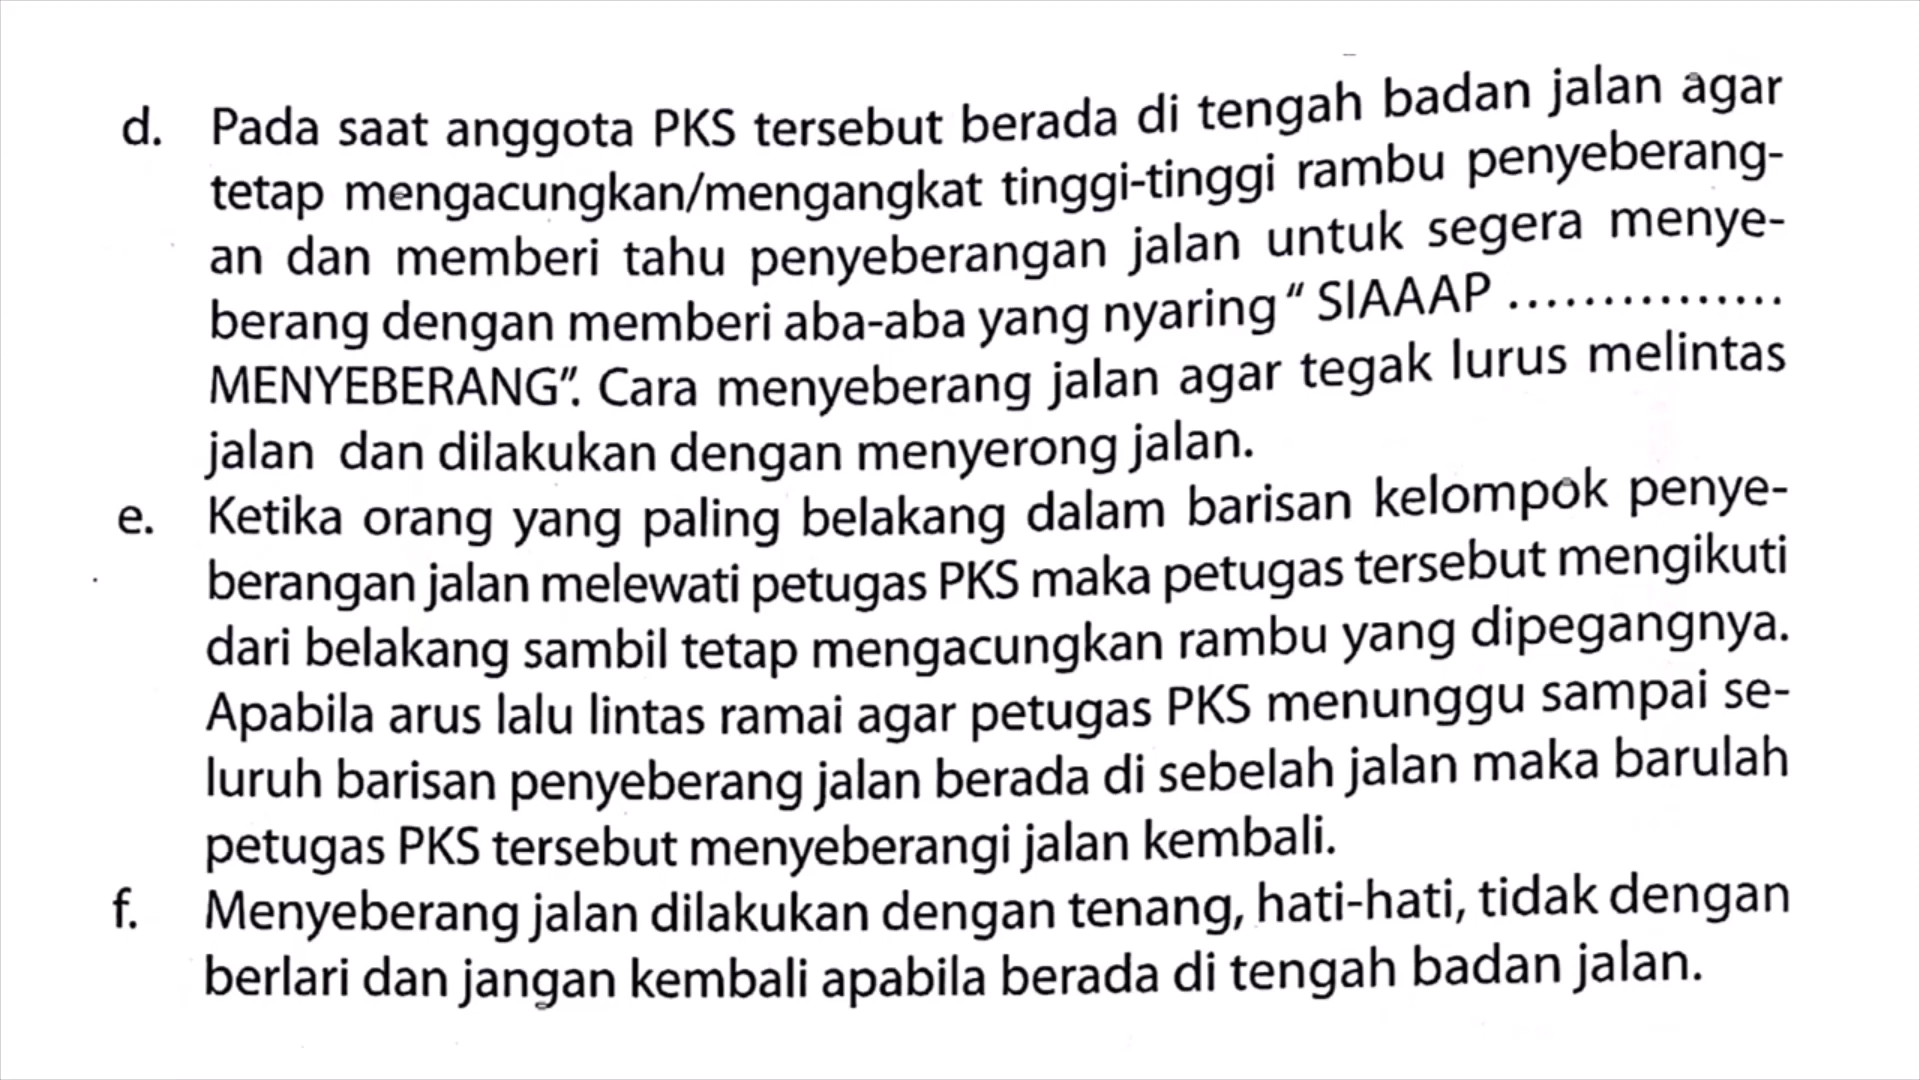 d. Pada saat anggota PKS tersebut berada di tengah badan jalan agar
tetap mengacungkan/mengangkat tinggi-tinggi rambu penyeberang-
an dan memberi tahu penyeberangan jalan untuk segera menye-
berang dengan memberi aba-aba yang nyaring “ SIAAAP ...............
MENYEBERANG”. Cara menyeberang jalan agar tegak lurus melintas
jalan dan dilakukan dengan menyerong jalan.
e. Ketika orang yang paling belakang dalam barisan kelompok penye-
berangan jalan melewati petugas PKS maka petugas tersebut mengikuti
dari belakang sambil tetap mengacungkan rambu yang dipegangnya.
Apabila arus lalu lintas ramai agar petugas PKS menunggu sampai se-
luruh barisan penyeberang jalan berada di sebelah jalan maka barulah
petugas PKS tersebut menyeberangi jalan kembali.
f. Menyeberang jalan dilakukan dengan tenang, hati-hati, tidak dengan
berlari dan jangan kembali apabila berada di tengah badan jalan.